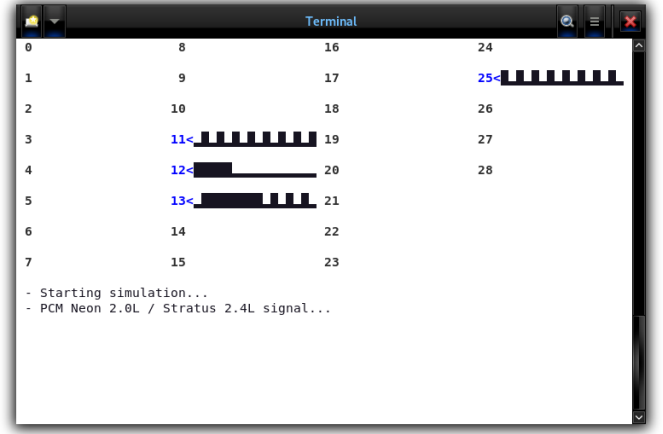 Terminal
0 8 16 24
1 9 17 25<
2 10 18 26
3 11< 19 27
4 12< 20 28
5 13< 21
6 14 22
7 15 23
- Starting simulation...
- PCM Neon 2.0L / Stratus 2.4L signal...